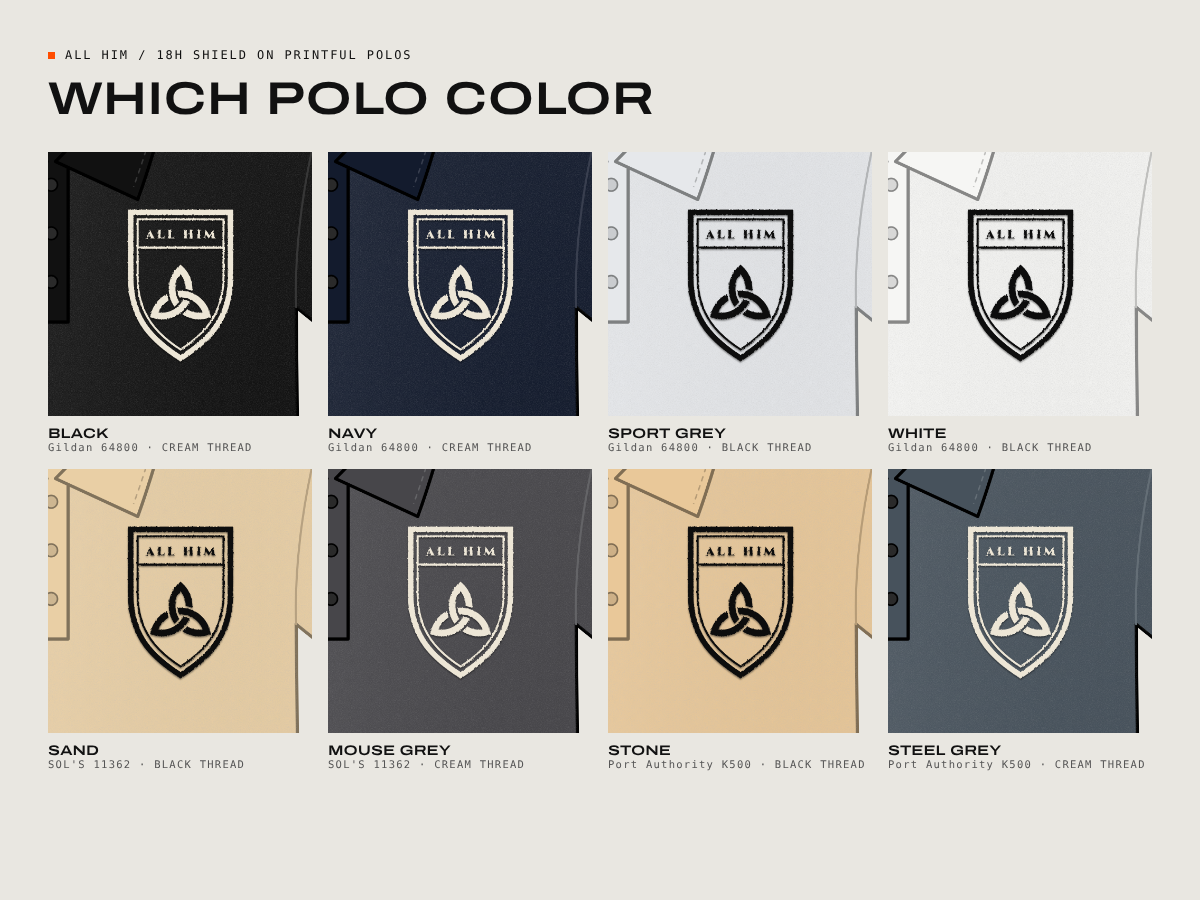 ALL HIM / 18H SHIELD ON PRINTFUL POLOS
WHICH POLO COLOR
ALL HIM
ALL HIM
ALL HIM
ALL HIM
BLACK
Gildan 64800 · CREAM THREAD
NAVY
Gildan 64800 · CREAM THREAD
SPORT GREY
Gildan 64800 · BLACK THREAD
WHITE
Gildan 64800 · BLACK THREAD
ALL HIM
ALL HIM
ALL HIM
ALL HIM
SAND
SOL'S 11362 · BLACK THREAD
MOUSE GREY
SOL'S 11362 · CREAM THREAD
STONE
Port Authority K500 · BLACK THREAD
STEEL GREY
Port Authority K500 · CREAM THREAD